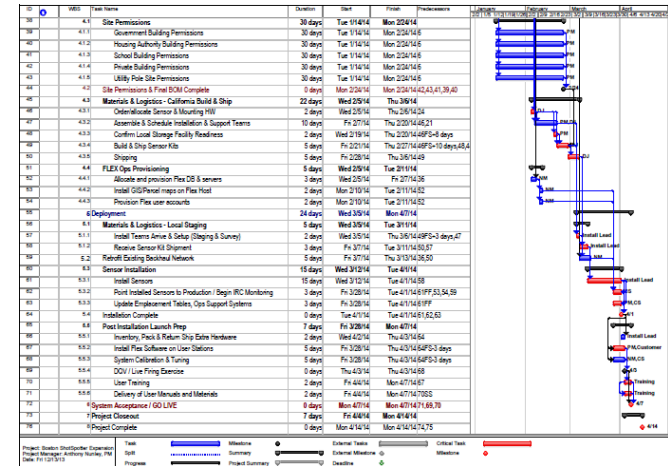 ID WBS Task Name Duration Start Finish Predecessors January February March April
38 4.1 Site Permissions 30 days Tue 1/14/14 Mon 2/24/14
39 4.1.1 Government Building Permissions 30 days Tue 1/14/14 Mon 2/24/14 6 PM
40 4.1.2 Housing Authority Building Permissions 30 days Tue 1/14/14 Mon 2/24/14 6 PM
41 4.1.3 School Building Permissions 30 days Tue 1/14/14 Mon 2/24/14 6 PM
42 4.1.4 Private Building Permissions 30 days Tue 1/14/14 Mon 2/24/14 6 PM
43 4.1.5 Utility Pole Site Permissions 30 days Tue 1/14/14 Mon 2/24/14 6 PM
44 4.2 Site Permissions & Final BOM Complete 0 days Mon 2/24/14 Mon 2/24/14 42,43,41,39,40 2/24
45 4.3 Materials & Logistics - California Build & Ship 22 days Wed 2/5/14 Thu 3/6/14
46 4.3.1 Order/allocate Sensor & Mounting HW 2 days Wed 2/5/14 Thu 2/6/14 24 DJ
47 4.3.2 Assemble & Schedule Installation & Support Teams 10 days Fri 2/7/14 Thu 2/20/14 46,21
48 4.3.3 Confirm Local Storage Facility Readiness 2 days Wed 2/19/14 Thu 2/20/14 46FS+8 days PM
49 4.3.4 Build & Ship Sensor Kits 5 days Fri 2/21/14 Thu 2/27/14 46FS+10 days,48,4 DJ
50 4.3.5 Shipping 5 days Fri 2/28/14 Thu 3/6/14 49 DJ
51 4.4 FLEX Ops Provisioning 5 days Wed 2/5/14 Tue 2/11/14
52 4.4.1 Allocate and provision Flex DB & servers 3 days Wed 2/5/14 Fri 2/7/14 36 NM
53 4.4.2 Install GIS/Parcel maps on Flex Host 2 days Mon 2/10/14 Tue 2/11/14 52 NM
54 4.4.3 Provision Flex user accounts 2 days Mon 2/10/14 Tue 2/11/14 52 NM
55 5 Deployment 24 days Wed 3/5/14 Mon 4/7/14
56 5.1 Materials & Logistics - Local Staging 5 days Wed 3/5/14 Tue 3/11/14
57 5.1.1 Install Teams Arrive & Setup (Staging & Survey) 2 days Wed 3/5/14 Thu 3/6/14 49FS+3 days,47 Install Lead
58 5.1.2 Receive Sensor Kit Shipment 3 days Fri 3/7/14 Tue 3/11/14 50,57 Install Lead
59 5.2 Retrofit Existing Backhaul Network 5 days Fri 3/7/14 Thu 3/13/14 36,50 NM
60 5.3 Sensor Installation 15 days Wed 3/12/14 Tue 4/1/14
61 5.3.1 Install Sensors 15 days Wed 3/12/14 Tue 4/1/14 58 Install Lead
62 5.3.2 Point Installed Sensors to Production / Begin IRC Monitoring 3 days Fri 3/28/14 Tue 4/1/14 61FF,53,54,59 CS
63 5.3.3 Update Emplacement Tables, Ops Support Systems 3 days Fri 3/28/14 Tue 4/1/14 61FF PM,CS
64 5.4 Installation Complete 0 days Tue 4/1/14 Tue 4/1/14 61,62,63 4/1
65 5.5 Post Installation Launch Prep 7 days Fri 3/28/14 Mon 4/7/14
66 5.5.1 Inventory, Pack & Return Ship Extra Hardware 2 days Wed 4/2/14 Thu 4/3/14 64 Install Lead
67 5.5.2 Install Flex Software on User Stations 5 days Fri 3/28/14 Thu 4/3/14 64FS-3 days PM,Customer
68 5.5.3 System Calibration & Tuning 5 days Fri 3/28/14 Thu 4/3/14 64FS-3 days NM,CS
69 5.5.4 DOV / Live Firing Exercise 0 days Thu 4/3/14 Thu 4/3/14 68 4/3
70 5.5.5 User Training 2 days Fri 4/4/14 Mon 4/7/14 67 Training
71 5.5.6 Delivery of User Manuals and Materials 2 days Fri 4/4/14 Mon 4/7/14 70SS Training
72 6 System Acceptance / GO LIVE 0 days Mon 4/7/14 Mon 4/7/14 71,69,70 4/7
73 7 Project Closeout 7 days Fri 4/4/14 Mon 4/14/14
76 Project Complete 0 days Mon 4/14/14 Mon 4/14/14 74,75 4/14
Project: Boston ShotSpotter Expansion
Project Manager: Anthony Nunley, PM
Date: Fri 12/13/13
Task Milestone External Tasks Critical Task
Split Summary External Milestone Milestone
Progress Project Summary Deadline